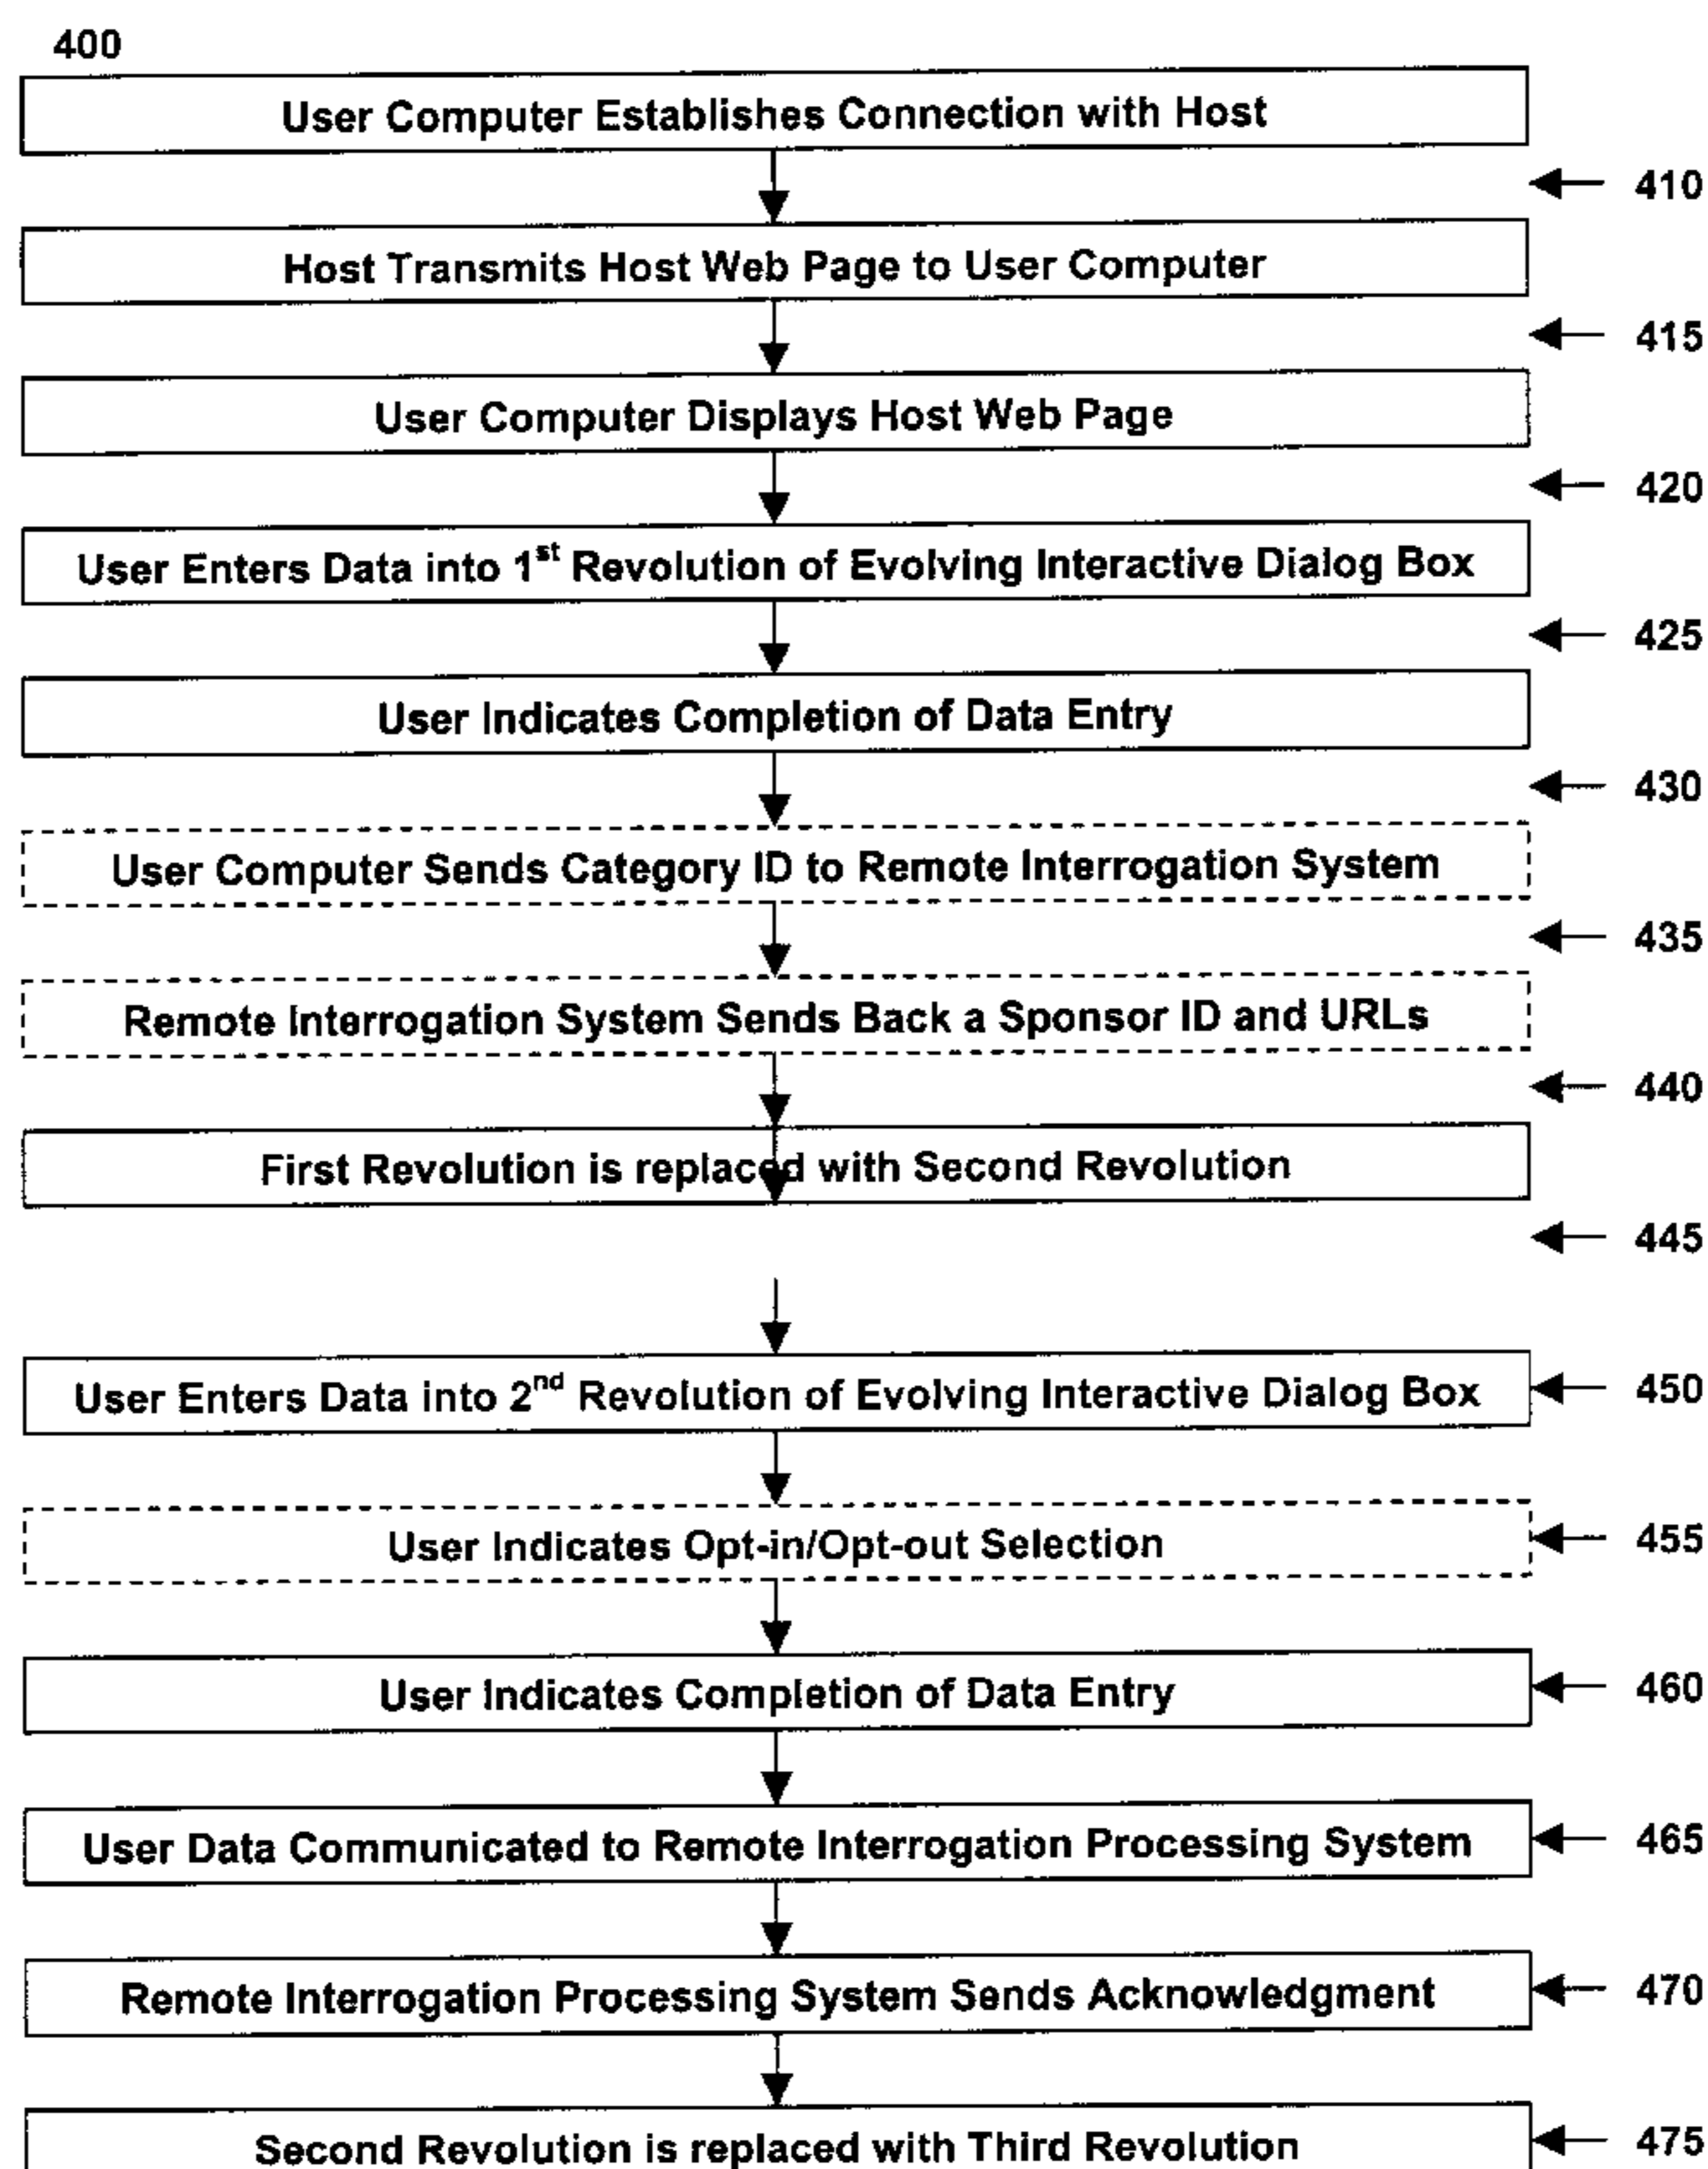 400
User Computer Establishes Connection with Host
410
Host Transmits Host Web Page to User Computer
415
User Computer Displays Host Web Page
420
User Enters Data into 1st Revolution of Evolving Interactive Dialog Box
425
User Indicates Completion of Data Entry
430
User Computer Sends Category ID to Remote Interrogation System
435
Remote Interrogation System Sends Back a Sponsor ID and URLs
440
First Revolution is replaced with Second Revolution
445
User Enters Data into 2nd Revolution of Evolving Interactive Dialog Box
450
User Indicates Opt-in/Opt-out Selection
455
User Indicates Completion of Data Entry
460
User Data Communicated to Remote Interrogation Processing System
465
Remote Interrogation Processing System Sends Acknowledgment
470
Second Revolution is replaced with Third Revolution
475